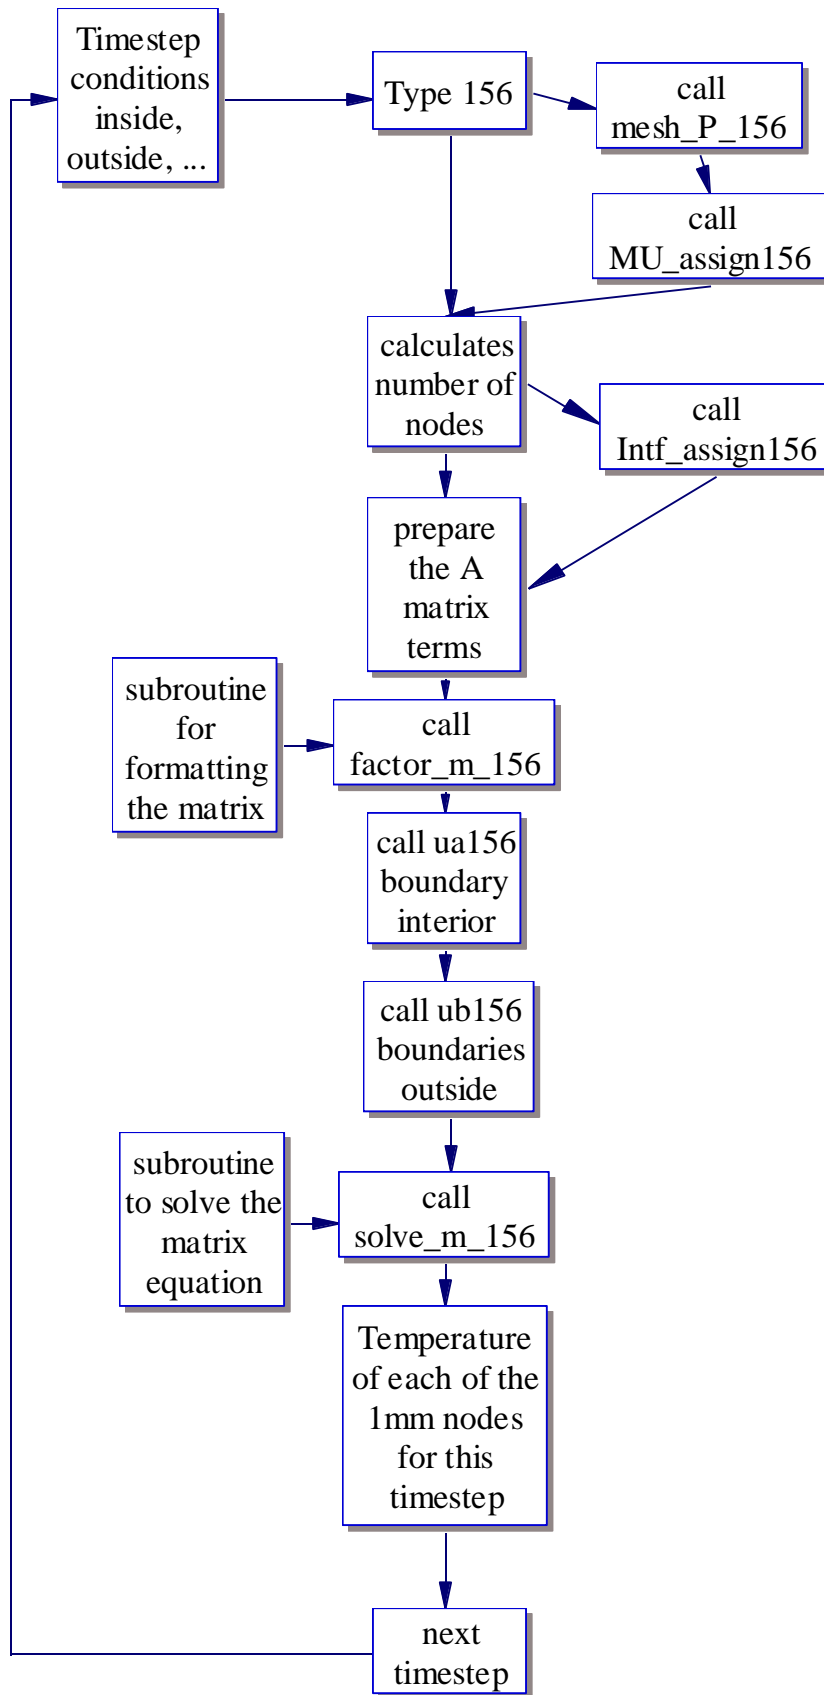 Timestep
conditions
inside,
outside, ...
Type 156
call
mesh_P_156
call
MU_assign156
calculates
number of
nodes
call
Intf_assign156
prepare
the A
matrix
terms
subroutine
for
formatting
the matrix
call
factor_m_156
call ua156
boundary
interior
call ub156
boundaries
outside
subroutine
to solve the
matrix
equation
call
solve_m_156
Temperature
of each of the
1mm nodes
for this
timestep
next
timestep